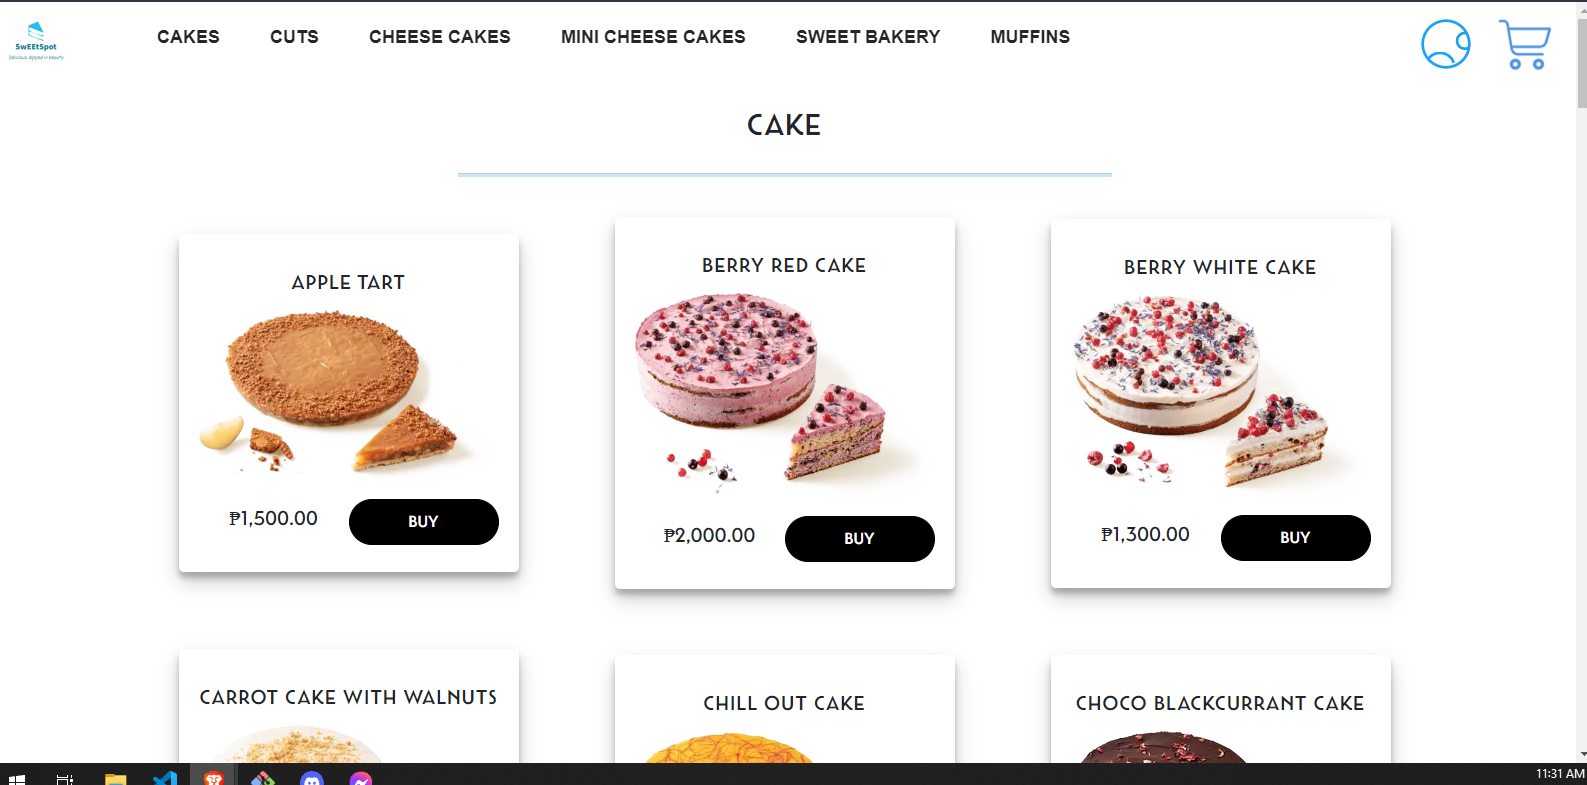 SwEEtSpot
Delicious dipped in beauty
CAKES CUTS CHEESE CAKES MINI CHEESE CAKES SWEET BAKERY MUFFINS
CAKE
APPLE TART
₱1,500.00 BUY
BERRY RED CAKE
₱2,000.00 BUY
BERRY WHITE CAKE
₱1,300.00 BUY
CARROT CAKE WITH WALNUTS
CHILL OUT CAKE
CHOCO BLACKCURRANT CAKE
11:31 AM